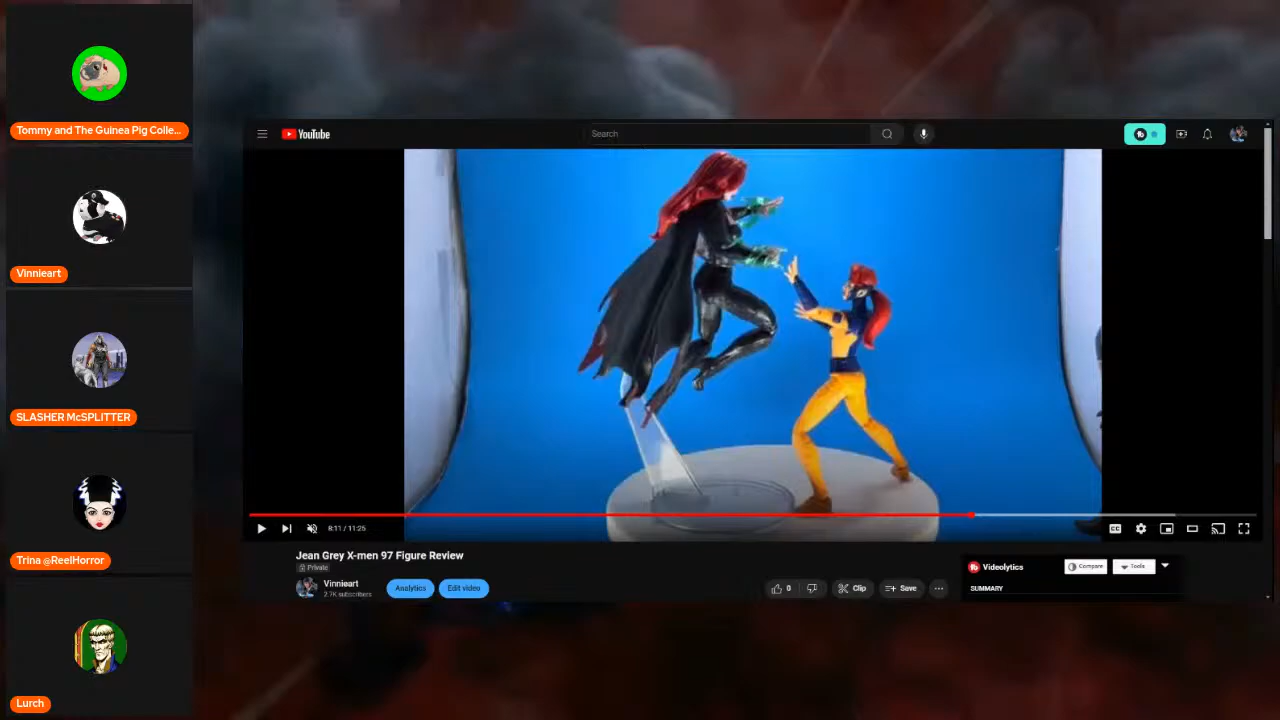 Tommy and The Guinea Pig Colle...
Vinnieart
SLASHER McSPLITTER
Trina @ReelHorror
Lurch
YouTube
Search
8:11 / 11:25
CC
Jean Grey X-men 97 Figure Review
Private
Vinnieart
2.7K subscribers
Analytics
Edit video
0
Clip
Save
Videolytics
Compare
Tools
SUMMARY